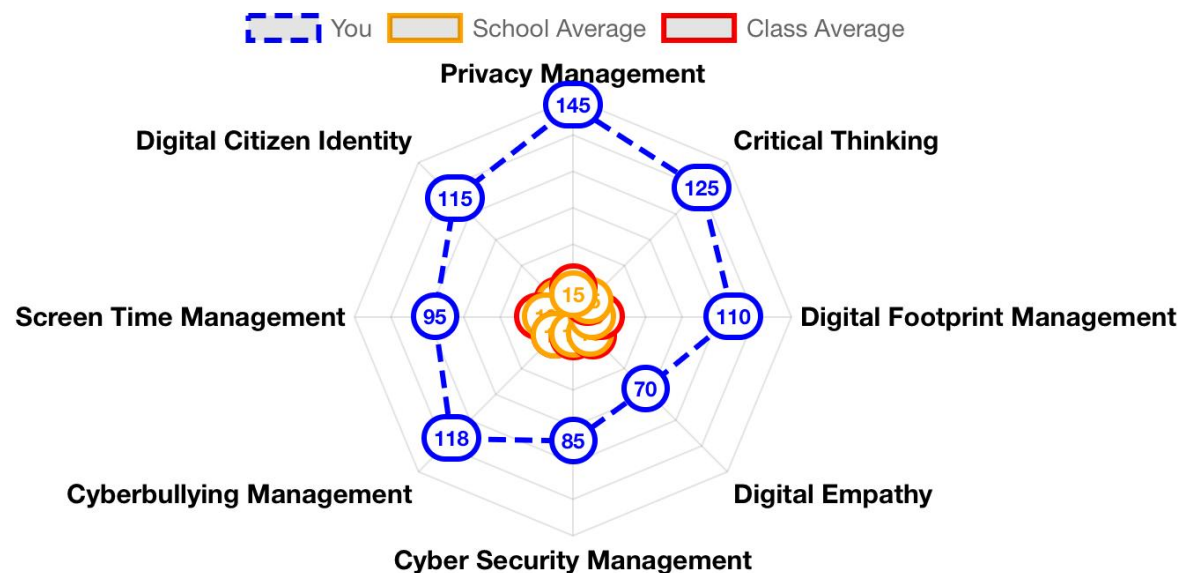 You School Average Class Average
Privacy Management
145
Digital Citizen Identity
Critical Thinking
115
125
15
Screen Time Management
95
110
Digital Footprint Management
70
118
85
Cyberbullying Management
Digital Empathy
Cyber Security Management